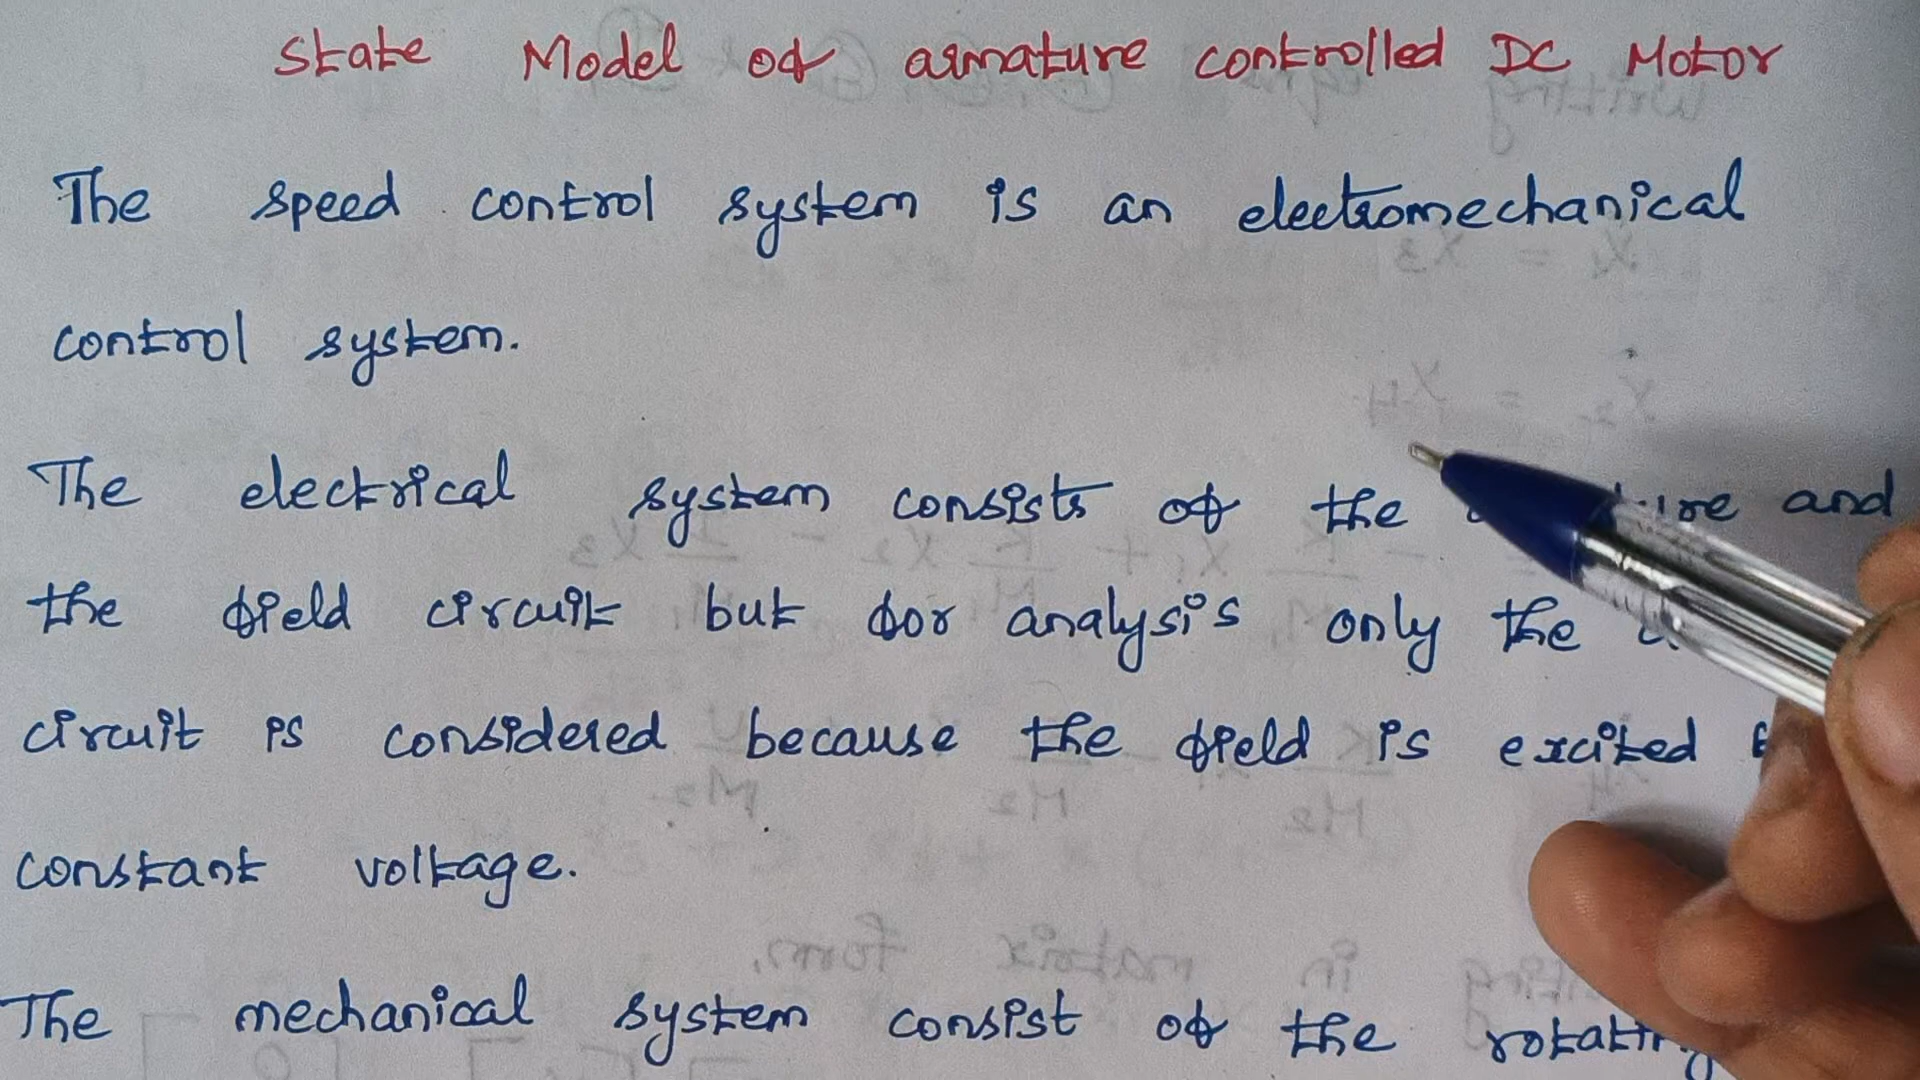 State Model of armature controlled DC Motor
The speed control system is an electromechanical
control system.
The electrical system consists of the and
the field circuit but for analysis only the
circuit is considered because the field is excited
constant voltage.
The mechanical system consist of the rotating